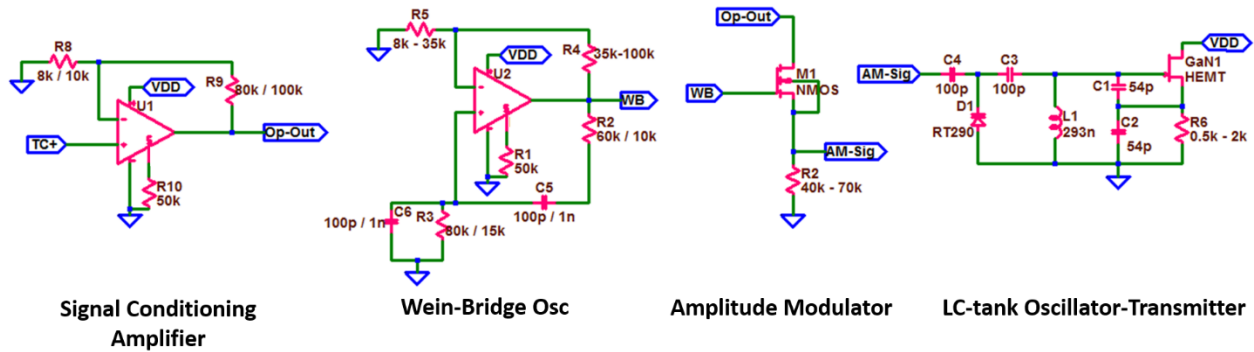 R8
8k / 10k
VDD
R9
80k / 100k
U1
TC+
Op-Out
R10
50k
Signal Conditioning
Amplifier
R5
8k - 35k
VDD
R4
35k-100k
U2
WB
R2
60k / 10k
R1
50k
C5
100p / 1n
C6
100p / 1n
R3
80k / 15k
Wein-Bridge Osc
Op-Out
M1
NMOS
WB
AM-Sig
R2
40k - 70k
Amplitude Modulator
VDD
GaN1
HEMT
AM-Sig
C4
100p
C3
100p
C1
54p
D1
RT290
L1
293n
C2
54p
R6
0.5k - 2k
LC-tank Oscillator-Transmitter